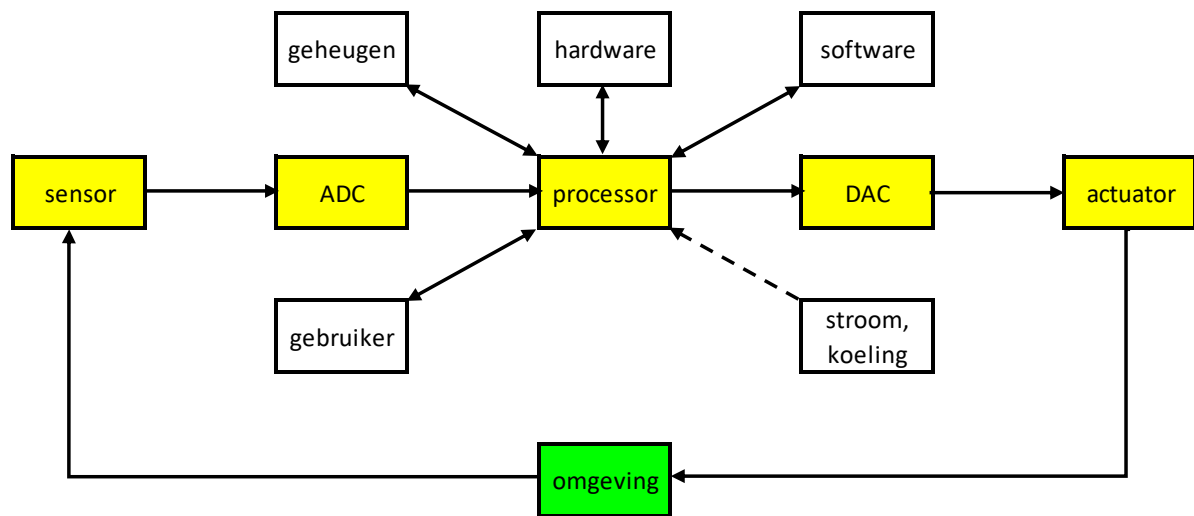 geheugen
hardware
software
sensor
ADC
processor
DAC
actuator
gebruiker
stroom,
koeling
omgeving